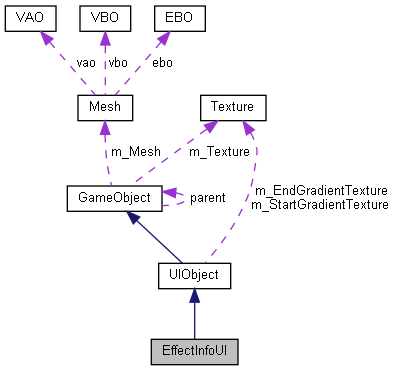 VAO
VBO
EBO
vao
vbo
ebo
Mesh
Texture
m_Mesh
m_Texture
GameObject
parent
m_EndGradientTexture
m_StartGradientTexture
UIObject
EffectInfoUI